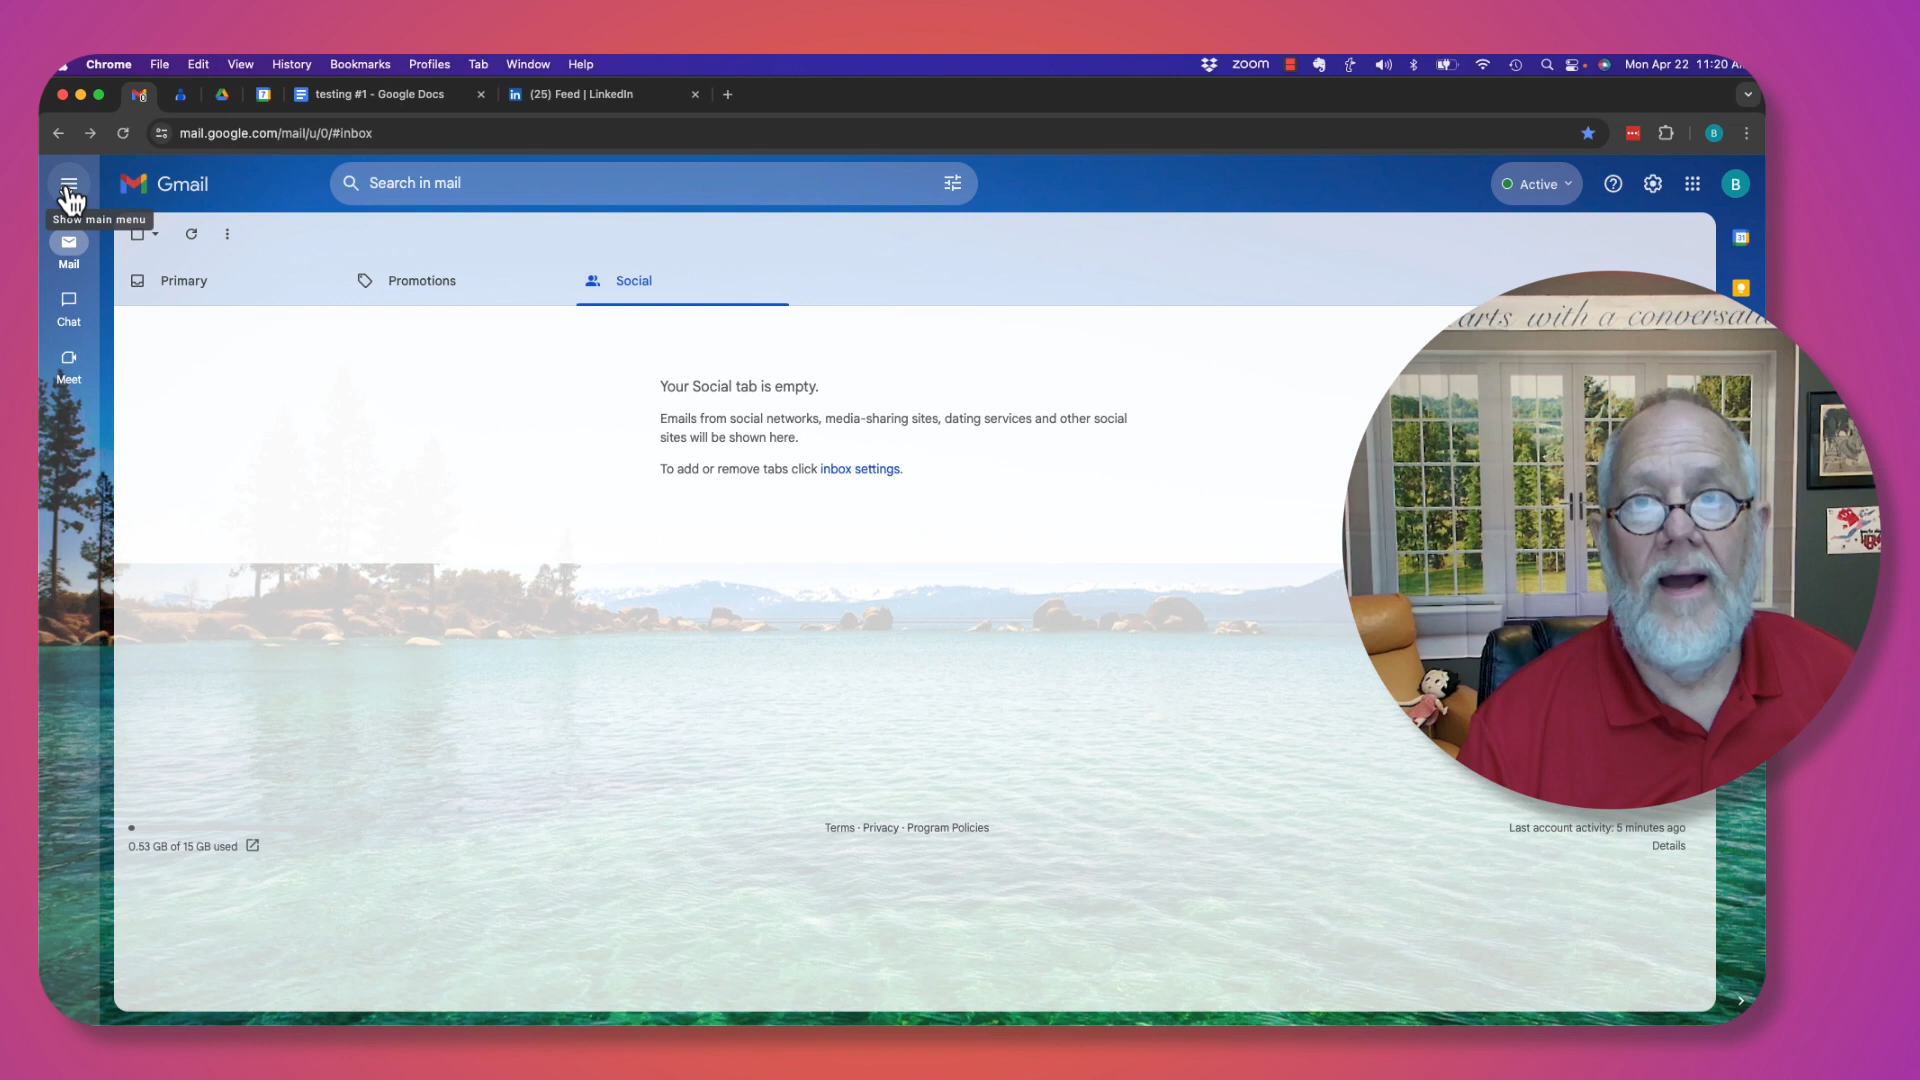 Chrome File Edit View History Bookmarks Profiles Tab Window Help zoom Mon Apr 22 11:20
testing #1 - Google Docs (25) Feed | LinkedIn
mail.google.com/mail/u/0/#inbox B
Gmail Search in mail Active B
Show main menu
31
Mail
Primary Promotions Social
Chat
arts with a conversati
Meet
Your Social tab is empty.
Emails from social networks, media-sharing sites, dating services and other social
sites will be shown here.
To add or remove tabs click inbox settings.
Terms · Privacy · Program Policies
Last account activity: 5 minutes ago
0.53 GB of 15 GB used
Details